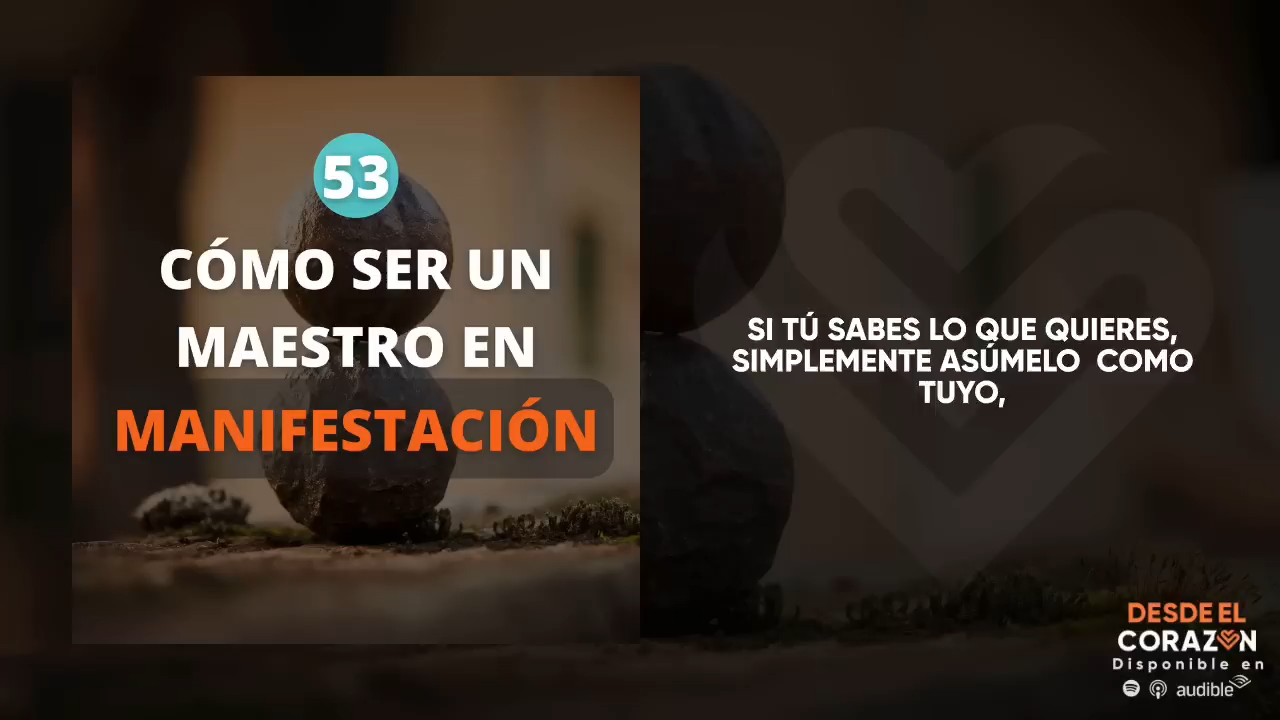 53
CÓMO SER UN
MAESTRO EN
MANIFESTACIÓN
SI TÚ SABES LO QUE QUIERES,
SIMPLEMENTE ASÚMELO COMO
TUYO,
DESDE EL
CORAZÓN
Disponible en
audible